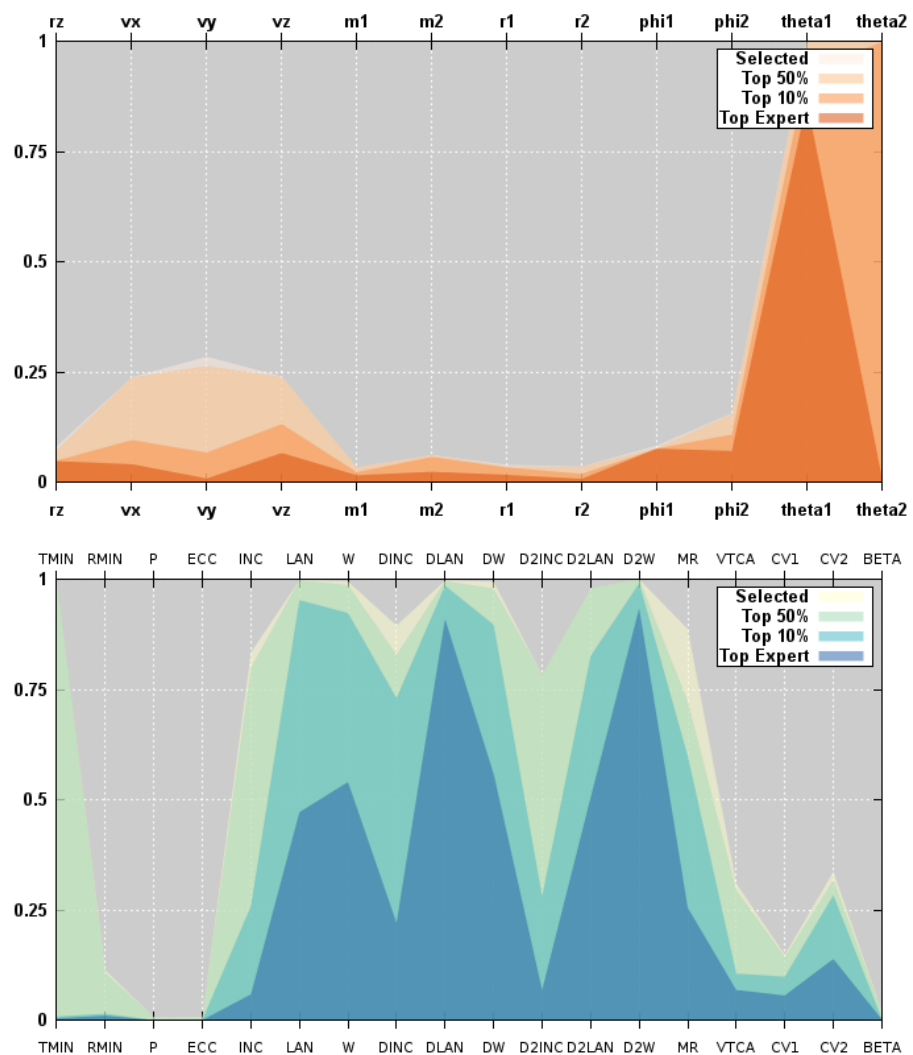 rz vx vy vz m1 m2 r1 r2 phi1 phi2 theta1 theta2
1
Selected
Top 50%
Top 10%
Top Expert
0.75
0.5
0.25
0
rz vx vy vz m1 m2 r1 r2 phi1 phi2 theta1 theta2
TMIN RMIN P ECC INC LAN W DINC DLAN DW D2INC D2LAN D2W MR VTCA CV1 CV2 BETA
1
Selected
Top 50%
Top 10%
Top Expert
0.75
0.5
0.25
0
TMIN RMIN P ECC INC LAN W DINC DLAN DW D2INC D2LAN D2W MR VTCA CV1 CV2 BETA